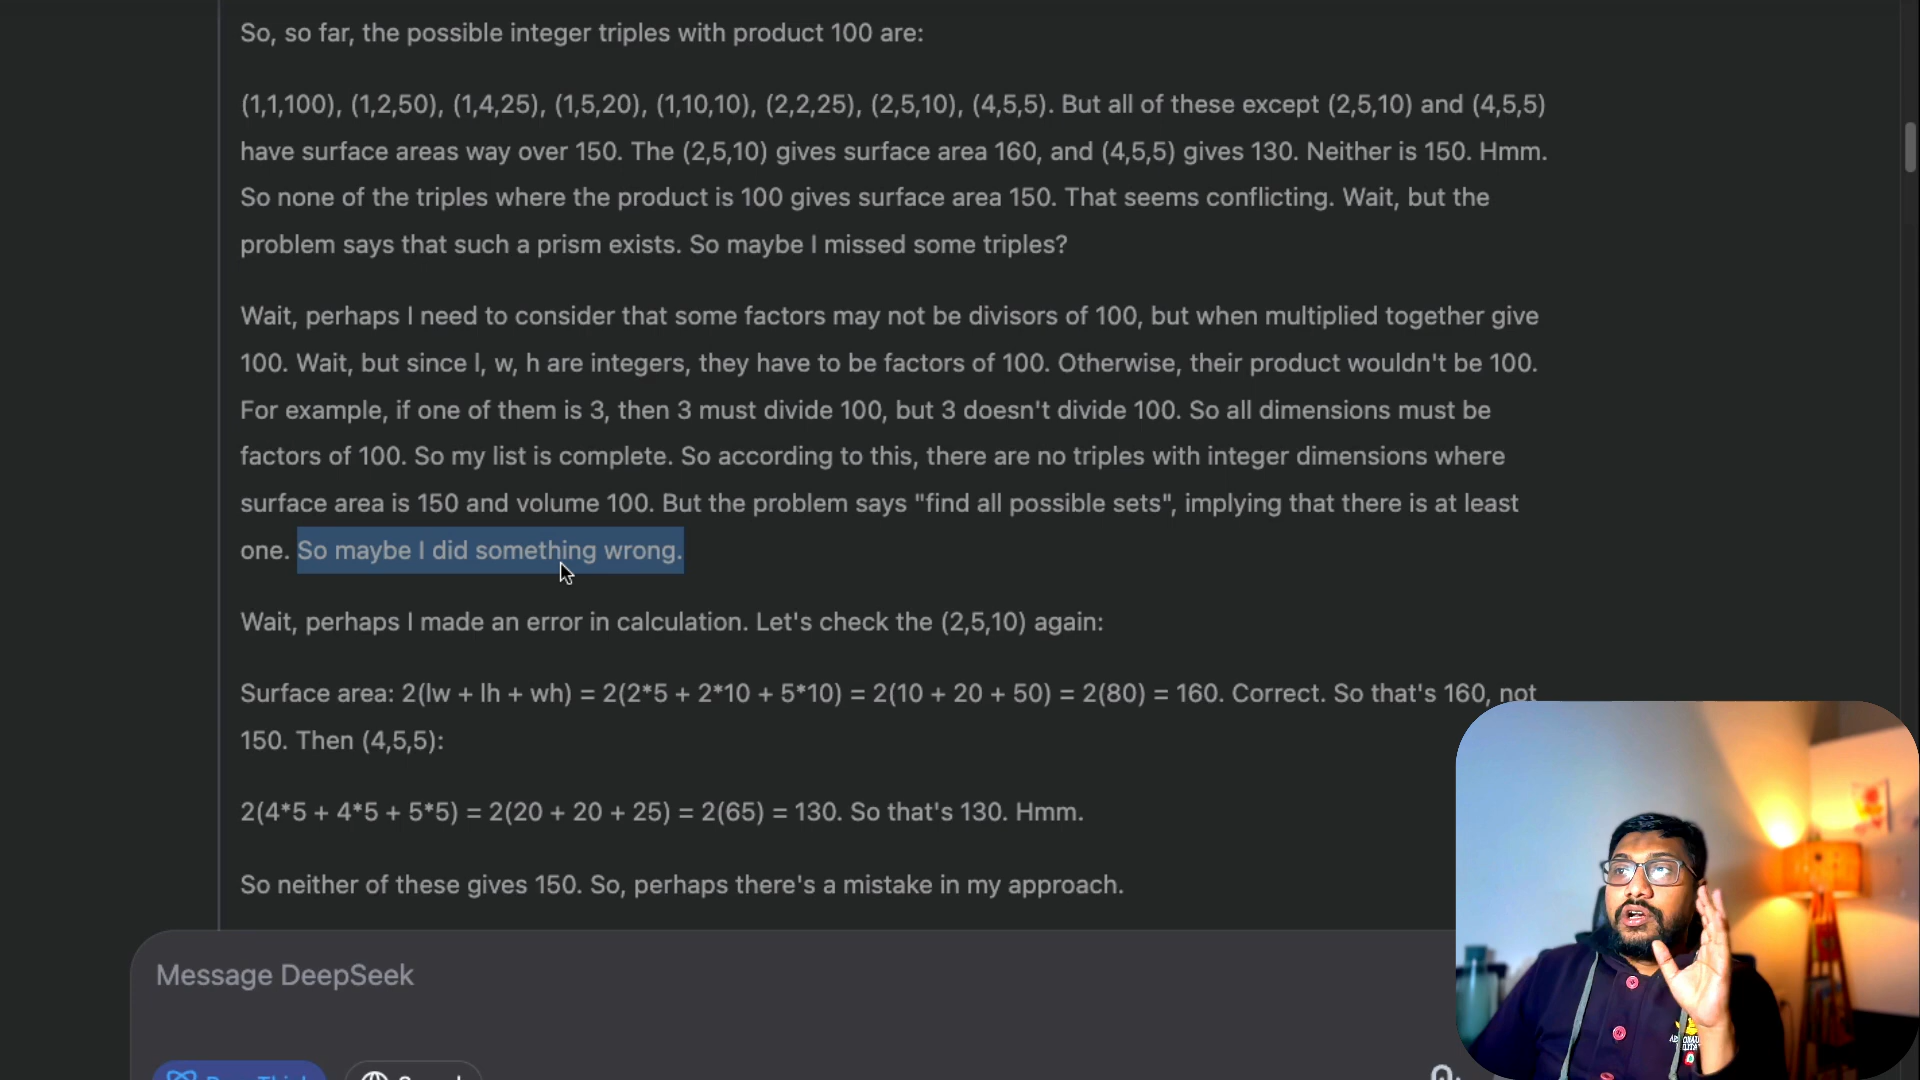 So, so far, the possible integer triples with product 100 are:
(1,1,100), (1,2,50), (1,4,25), (1,5,20), (1,10,10), (2,2,25), (2,5,10), (4,5,5). But all of these except (2,5,10) and (4,5,5)
have surface areas way over 150. The (2,5,10) gives surface area 160, and (4,5,5) gives 130. Neither is 150. Hmm.
So none of the triples where the product is 100 gives surface area 150. That seems conflicting. Wait, but the
problem says that such a prism exists. So maybe I missed some triples?
Wait, perhaps I need to consider that some factors may not be divisors of 100, but when multiplied together give
100. Wait, but since l, w, h are integers, they have to be factors of 100. Otherwise, their product wouldn't be 100.
For example, if one of them is 3, then 3 must divide 100, but 3 doesn't divide 100. So all dimensions must be
factors of 100. So my list is complete. So according to this, there are no triples with integer dimensions where
surface area is 150 and volume 100. But the problem says "find all possible sets", implying that there is at least
one. So maybe I did something wrong.
Wait, perhaps I made an error in calculation. Let's check the (2,5,10) again:
Surface area: 2(lw + lh + wh) = 2(2*5 + 2*10 + 5*10) = 2(10 + 20 + 50) = 2(80) = 160. Correct. So that's 160, not
150. Then (4,5,5):
2(4*5 + 4*5 + 5*5) = 2(20 + 20 + 25) = 2(65) = 130. So that's 130. Hmm.
So neither of these gives 150. So, perhaps there's a mistake in my approach.
Message DeepSeek